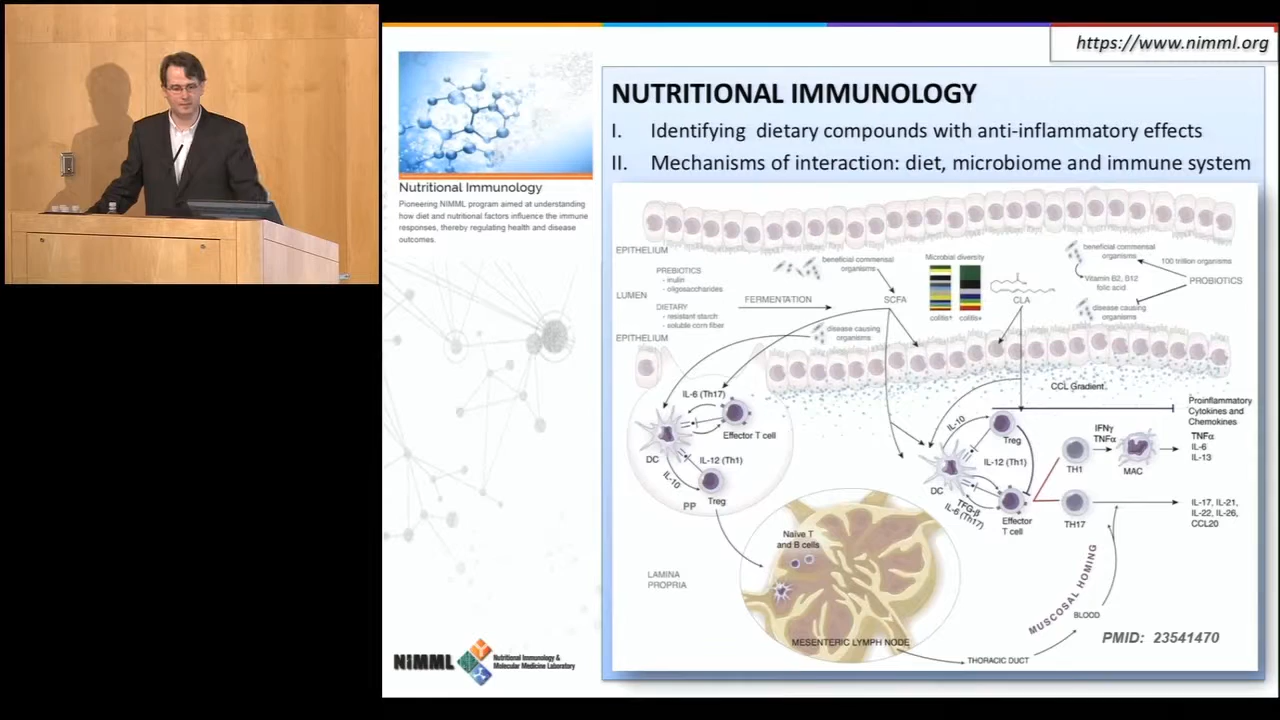 https://www.nimml.org
NUTRITIONAL IMMUNOLOGY
I. Identifying dietary compounds with anti-inflammatory effects
II. Mechanisms of interaction: diet, microbiome and immune system
Nutritional Immunology
Pioneering NIMML program aimed at understanding
how diet and nutritional factors influence the immune
responses, thereby regulating health and disease
outcomes.
EPITHELIUM
PREBIOTICS
- inulin
- oligosaccharides
LUMEN
DIETARY
- resistant starch
- soluble corn fiber
FERMENTATION
beneficial commensal
organisms
SCFA
disease causing
organisms
Microbial diversity
colitis+
colitis+
CLA
beneficial commensal
organisms
100 trillion organisms
Vitamin B2, B12
folic acid
PROBIOTICS
disease causing
organisms
EPITHELIUM
CCL Gradient
IL-6 (Th17)
Effector T cell
DC
IL-12 (Th1)
IL-10
Treg
PP
IL-10
Treg
IL-12 (Th1)
DC
TFG-β
IL-6 (Th17)
Effector
T cell
Proinflammatory
Cytokines and
Chemokines
IFNγ
TNFα
TH1
MAC
TNFα
IL-6
IL-13
TH17
IL-17, IL-21,
IL-22, IL-26,
CCL20
Naïve T
and B cells
LAMINA
PROPRIA
MESENTERIC LYMPH NODE
THORACIC DUCT
BLOOD
MUSCOSAL HOMING
PMID: 23541470
NIMML
Nutritional Immunology &
Molecular Medicine Laboratory